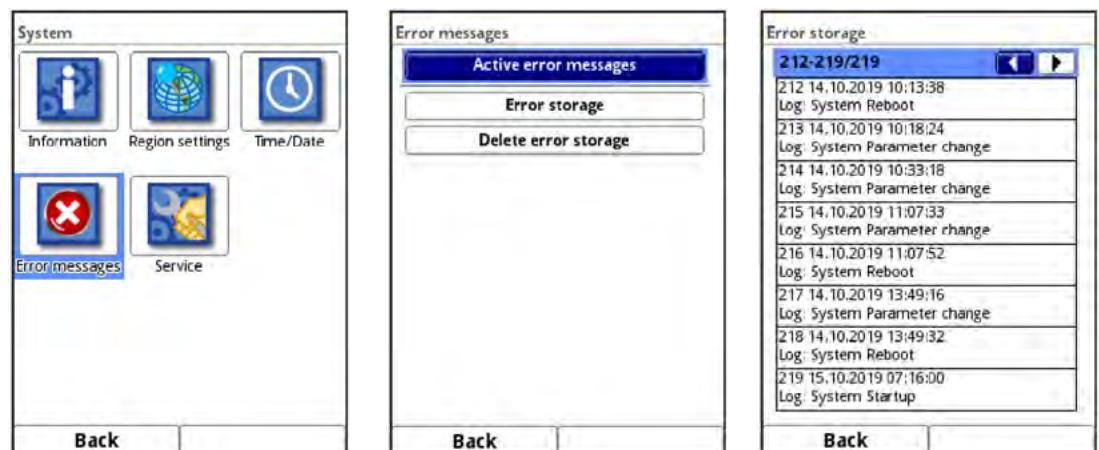 System
Information Region settings Time/Date
Error messages Service
Back
Error messages
Active error messages
Error storage
Delete error storage
Back
Error storage
212-219/219
212 14.10.2019 10:13:38
Log: System Reboot
213 14.10.2019 10:18:24
Log: System Parameter change
214 14.10.2019 10:33:18
Log: System Parameter change
215 14.10.2019 11:07:33
Log: System Parameter change
216 14.10.2019 11:07:52
Log: System Reboot
217 14.10.2019 13:49:16
Log: System Parameter change
218 14.10.2019 13:49:32
Log: System Reboot
219 15.10.2019 07:16:00
Log: System Startup
Back